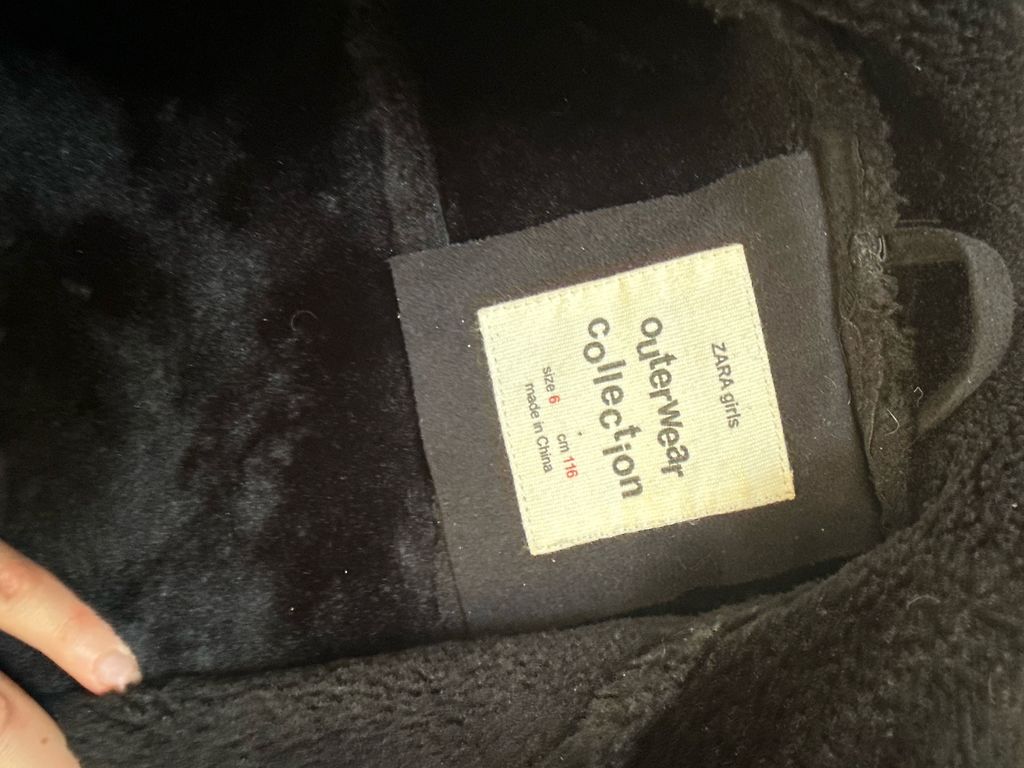 ZARA girls
outerwear
collection
size 6 cm 116
made in China